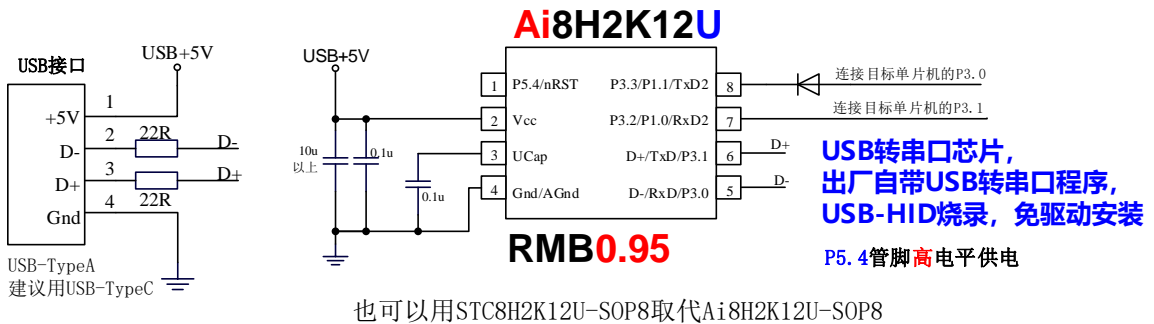 Ai8H2K12U
USB接口
USB+5V
+5V
1
D-
2
22R
D-
D+
3
22R
D+
Gnd
4
USB-TypeA
建议用USB-TypeC
USB+5V
10u
以上
0.1u
0.1u
1
P5.4/nRST
2
Vcc
3
UCap
4
Gnd/AGnd
P3.3/P1.1/TxD2
8
连接目标单片机的P3.0
P3.2/P1.0/RxD2
7
连接目标单片机的P3.1
D+/TxD/P3.1
6
D+
D-/RxD/P3.0
5
D-
RMB0.95
USB转串口芯片,
出厂自带USB转串口程序,
USB-HID烧录, 免驱动安装
P5.4管脚高电平供电
也可以用STC8H2K12U-SOP8取代Ai8H2K12U-SOP8